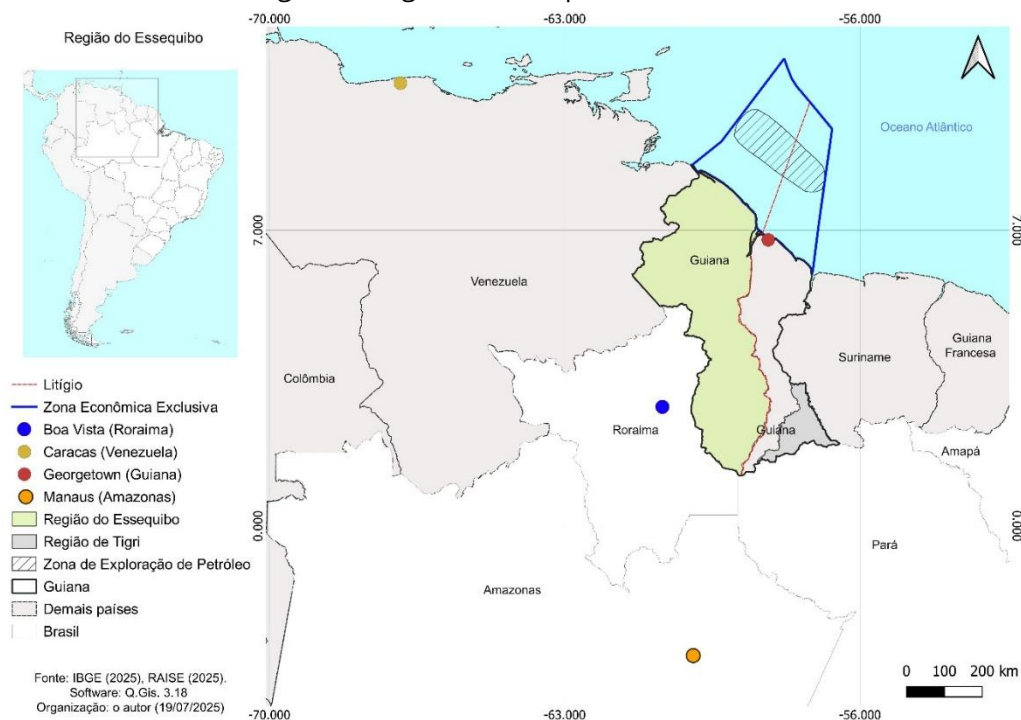 Região do Essequibo
-70.000
-63.000
-56.000
Oceano Atlântico
7.000
7.000
Guiana
Venezuela
Guiana
Francesa
Suriname
Colômbia
Roraima
Guiana
Amapá
0.000
0.000
Pará
Amazonas
Litígio
Zona Econômica Exclusiva
Boa Vista (Roraima)
Caracas (Venezuela)
Georgetown (Guiana)
Manaus (Amazonas)
Região do Essequibo
Região de Tigri
Zona de Exploração de Petróleo
Guiana
Demais países
Brasil
Fonte: IBGE (2025), RAISE (2025).
Software: Q.Gis. 3.18
Organização: o autor (19/07/2025)
0 100 200 km
-70.000
-63.000
-56.000